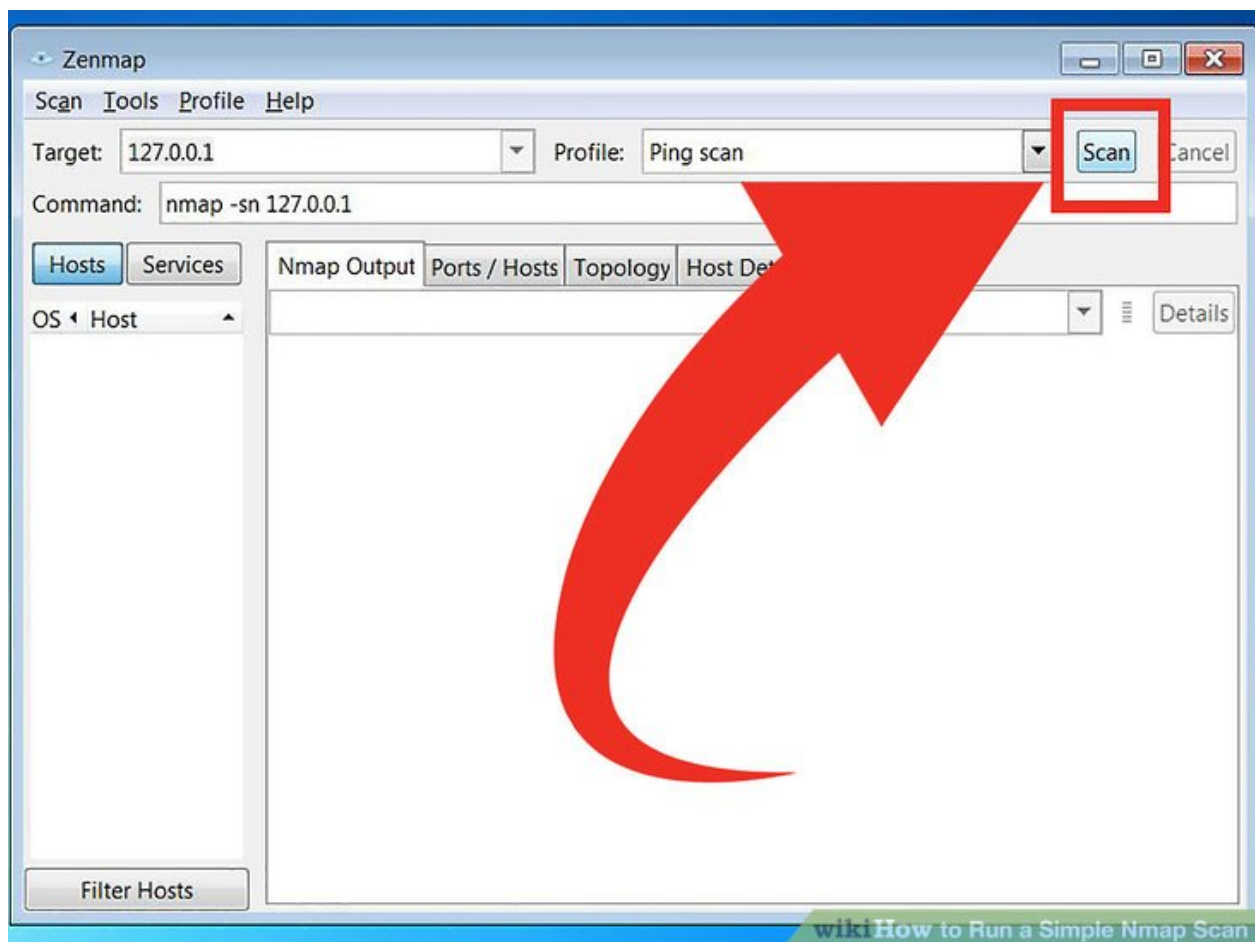 Zenmap
Scan Tools Profile Help
Target: 127.0.0.1 Profile: Ping scan Scan Cancel
Command: nmap -sn 127.0.0.1
Hosts Services Nmap Output Ports / Hosts Topology Host
OS Host Details
Filter Hosts
wikiHow to Run a Simple Nmap Scan